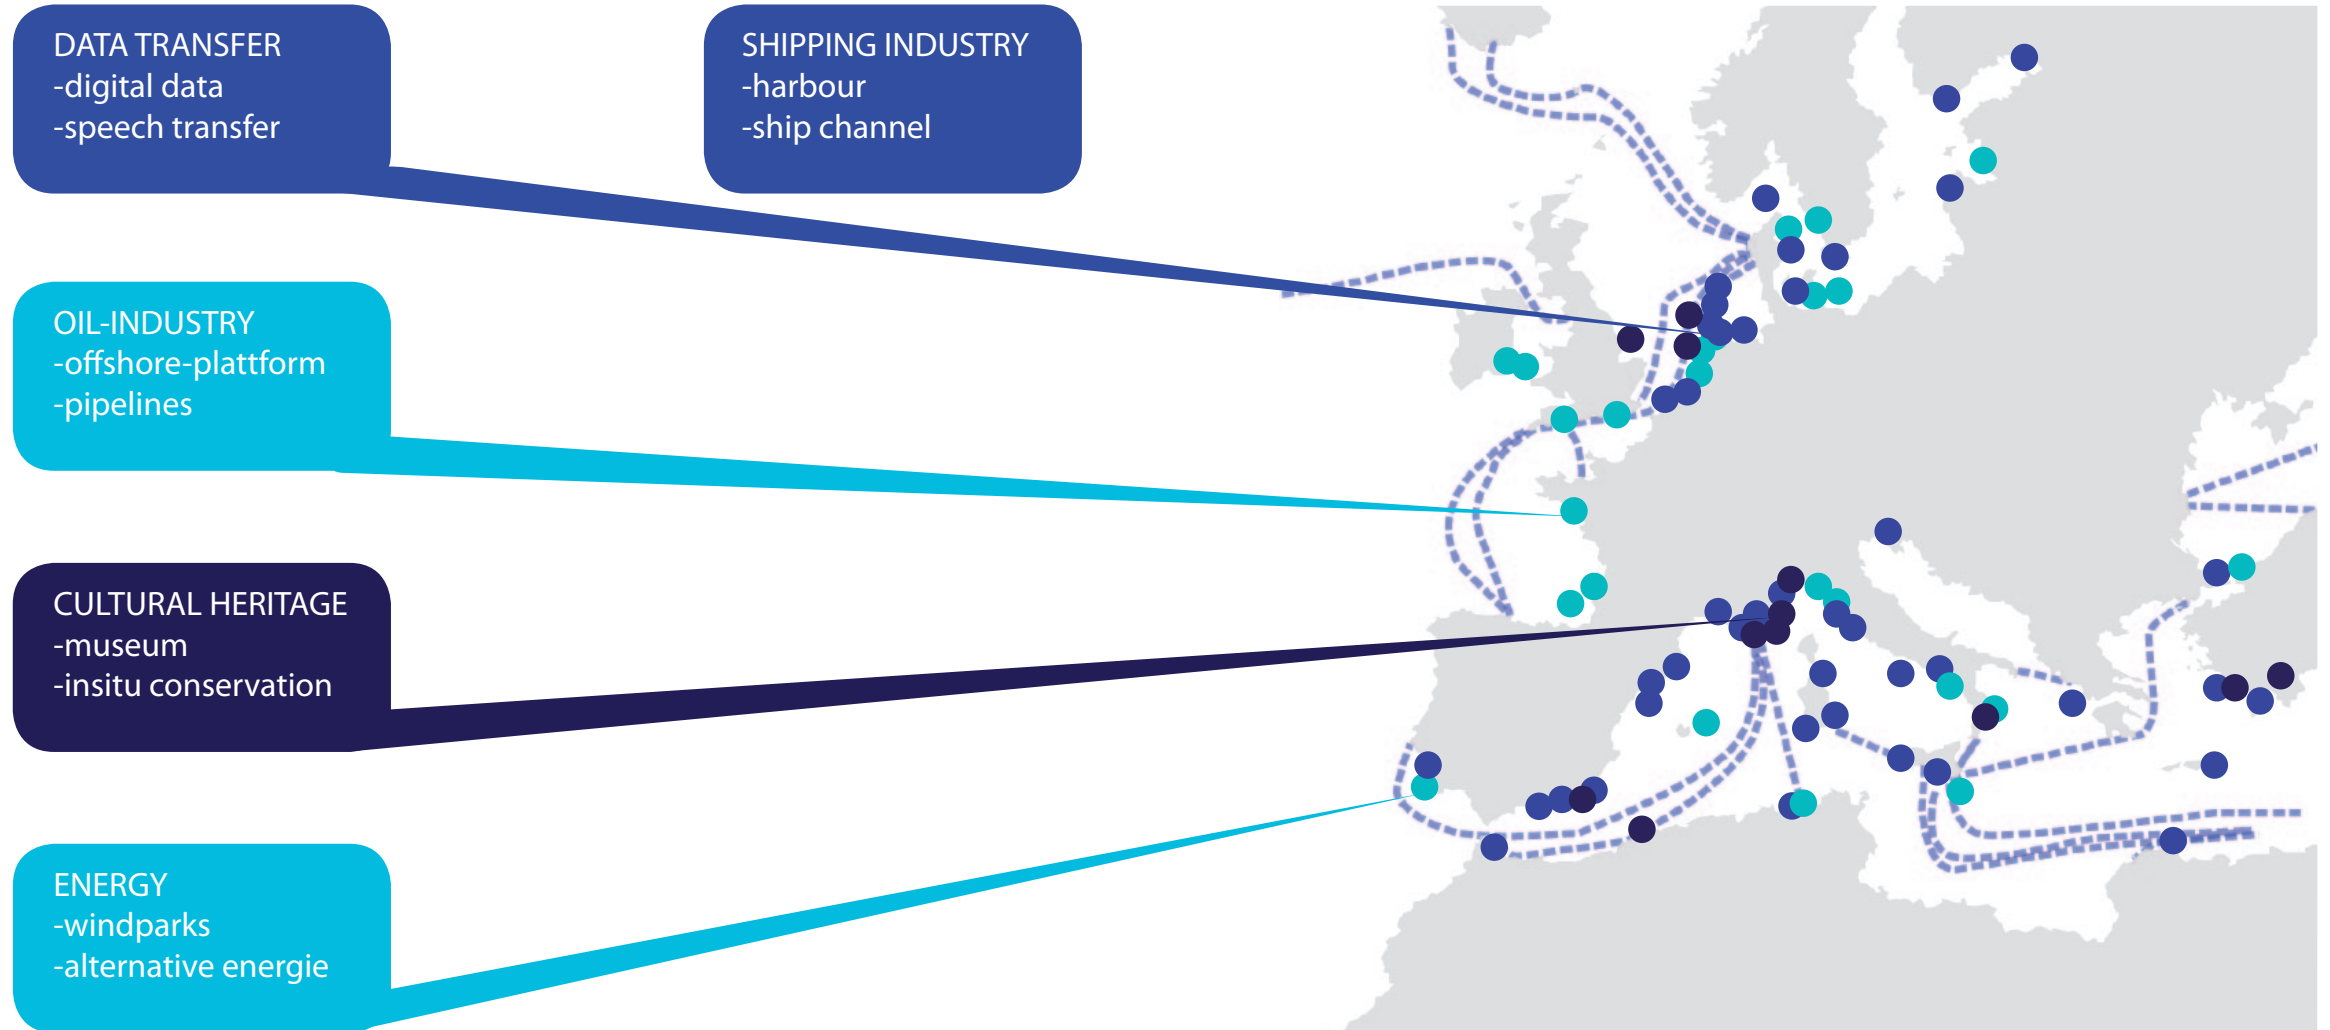 DATA TRANSFER
-digital data
-speech transfer
SHIPPING INDUSTRY
-harbour
-ship channel
OIL-INDUSTRY
-offshore-plattform
-pipelines
CULTURAL HERITAGE
-museum
-insitu conservation
ENERGY
-windparks
-alternative energie